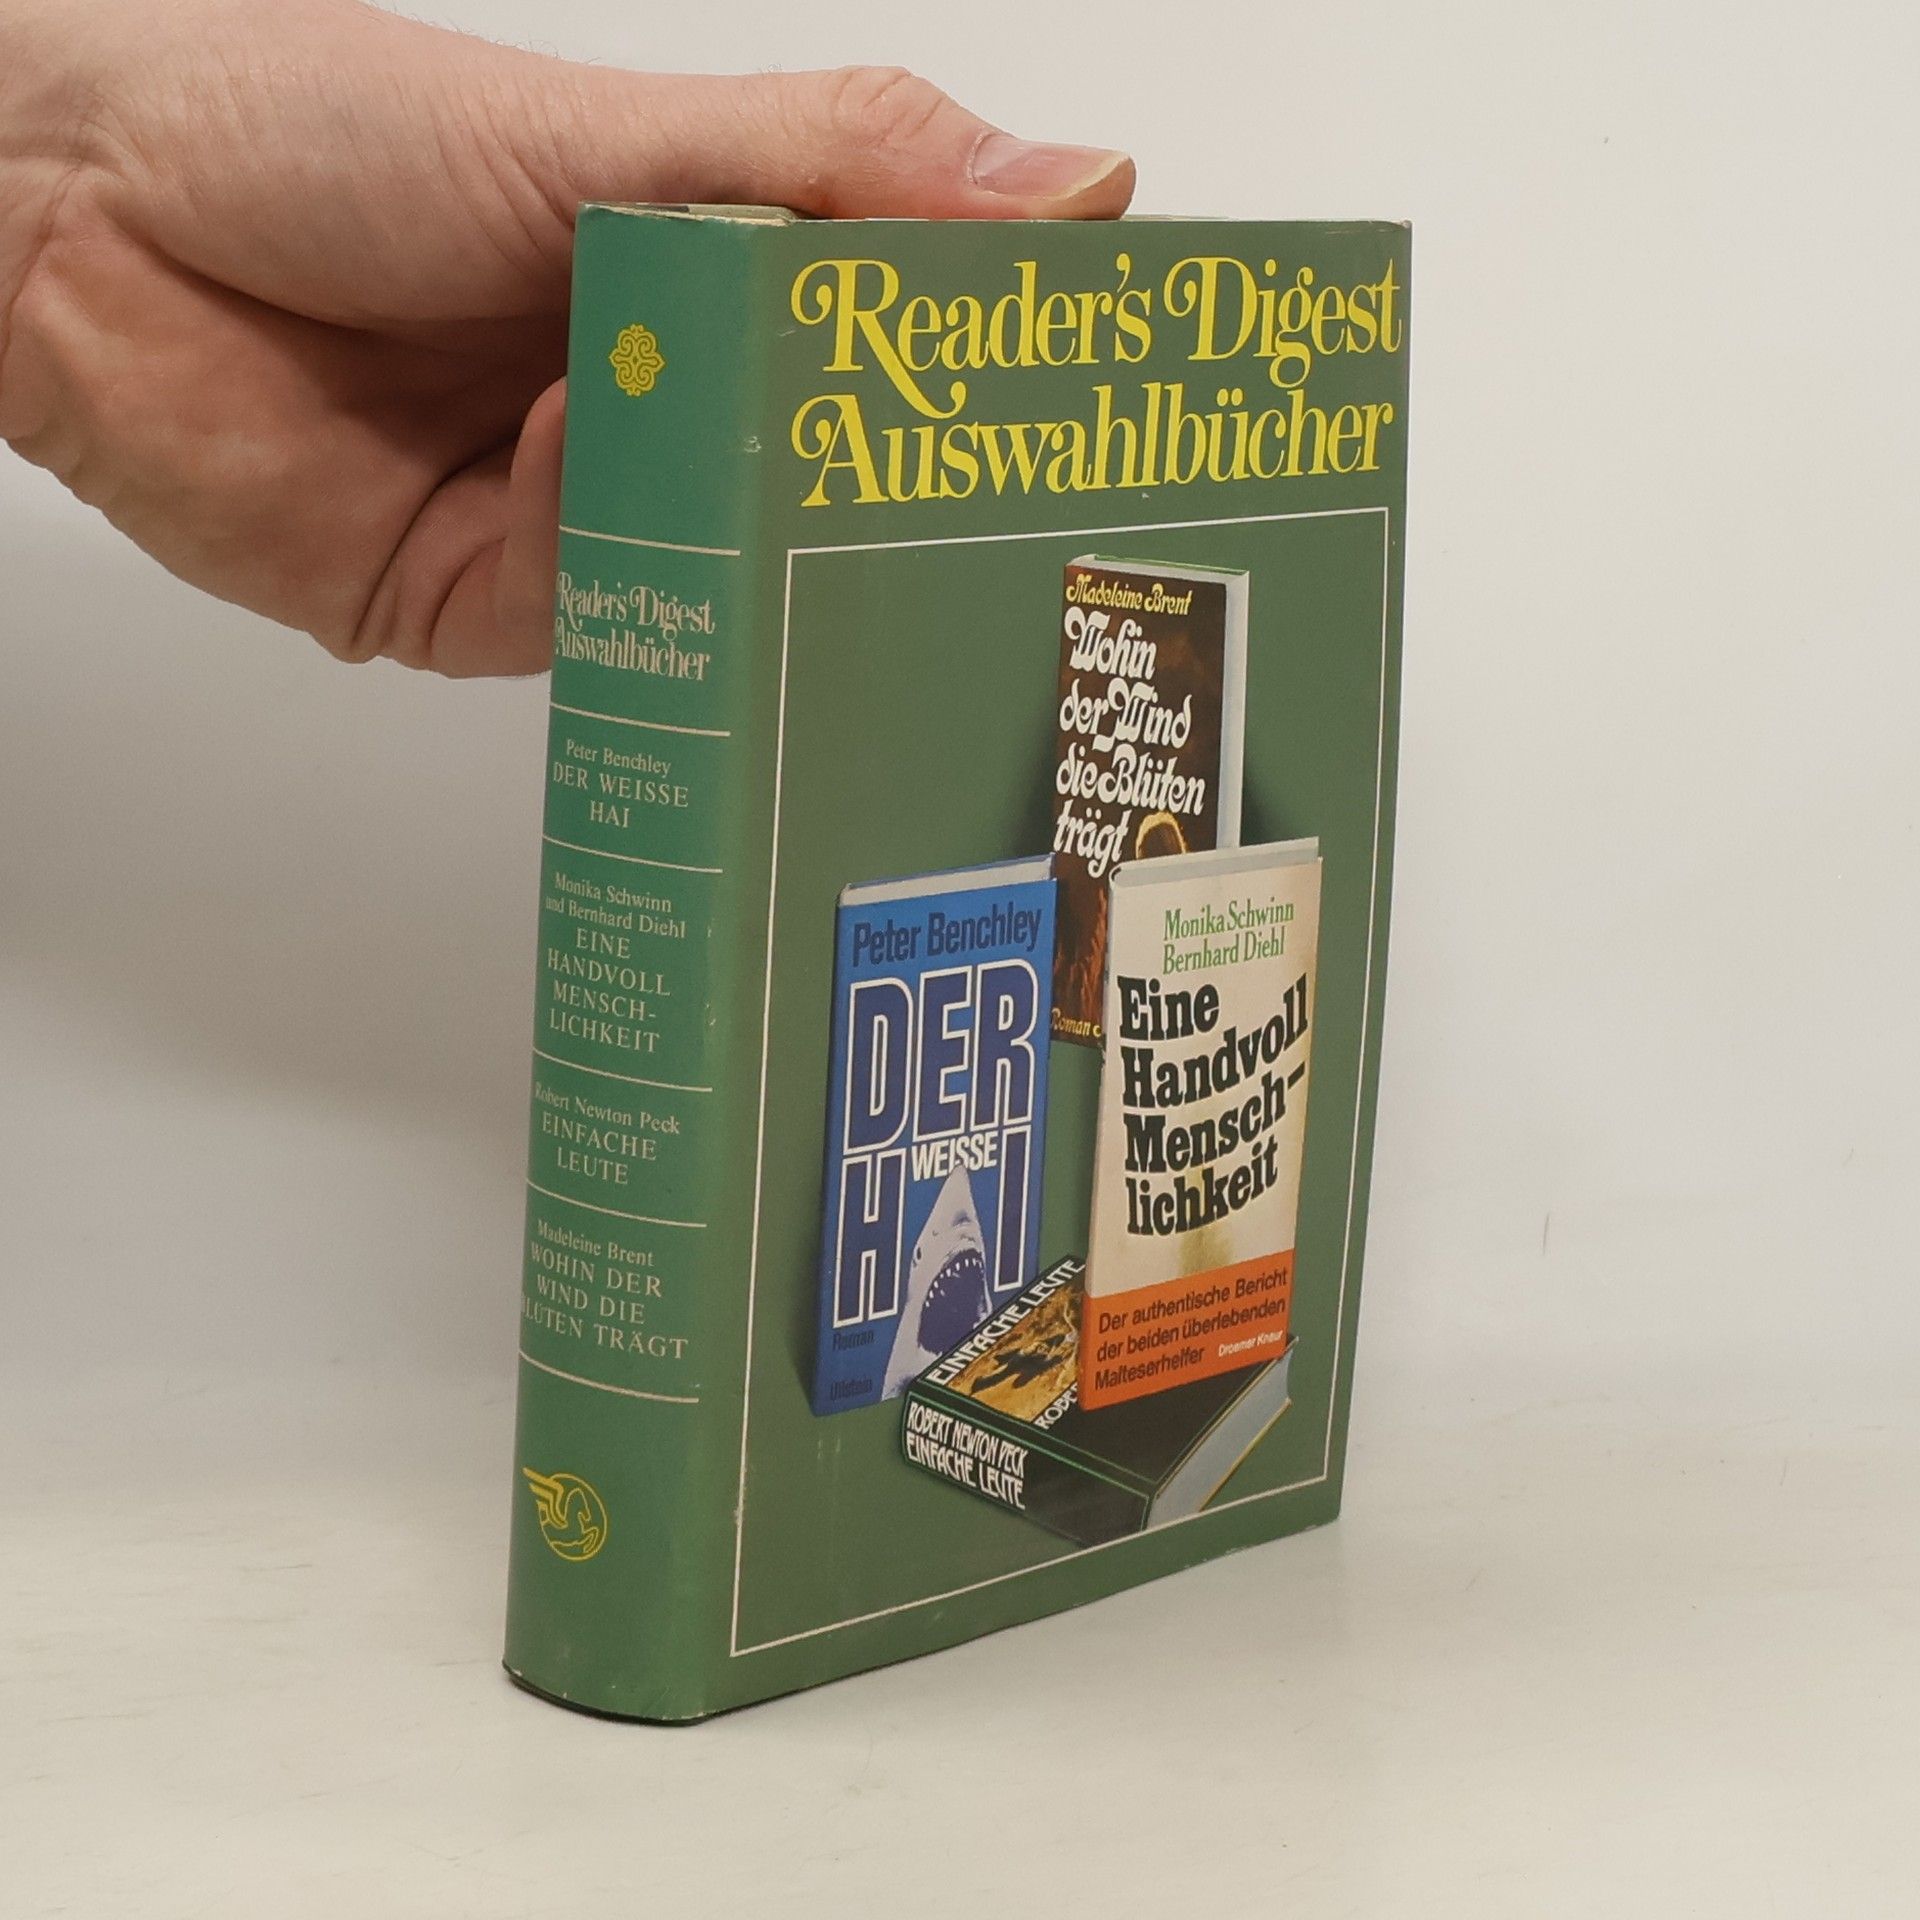 Reader's Digest
Auswahlbücher
Reader's Digest
Auswahlbücher
Peter Benchley
DER WEISSE
HAI
Monika Schwinn
und Bernhard Diehl
EINE
HANDVOLL
MENSCH-
LICHKEIT
Robert Newton Peck
EINFACHE
LEUTE
Madeleine Brent
WOHIN DER
WIND DIE
BLÜTEN TRÄGT
Madeleine Brent
Wohin
der Wind
die Blüten
trägt
Roman
Peter Benchley
DER
WEISSE
HAI
Roman
Ullstein
Monika Schwinn
Bernhard Diehl
Eine
Handvoll
Mensch-
lichkeit
Der authentische Bericht
der beiden überlebenden
Malteserhelfer Droemer Knaur
EINFACHE LEUTE
ROBE
ROBERT NEWTON PECK
EINFACHE LEUTE